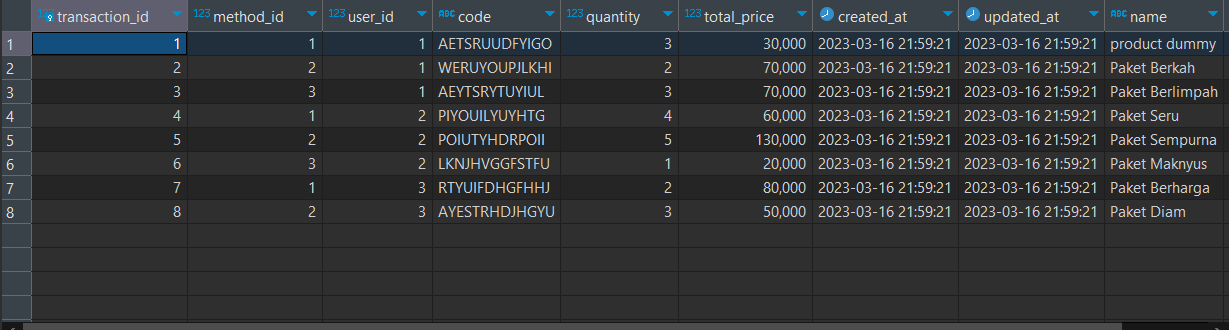 123 transaction_id 123 method_id 123 user_id ABC code 123 quantity 123 total_price created_at updated_at ABC name
1 1 1 1 AETSRUUDFYIGO 3 30,000 2023-03-16 21:59:21 2023-03-16 21:59:21 product dummy
2 2 2 1 WERUYOUPJLKHI 2 70,000 2023-03-16 21:59:21 2023-03-16 21:59:21 Paket Berkah
3 3 3 1 AEYTSRYTUYIUL 3 70,000 2023-03-16 21:59:21 2023-03-16 21:59:21 Paket Berlimpah
4 4 1 2 PIYOUILYUYHTG 4 60,000 2023-03-16 21:59:21 2023-03-16 21:59:21 Paket Seru
5 5 2 2 POIUTYHDRPOII 5 130,000 2023-03-16 21:59:21 2023-03-16 21:59:21 Paket Sempurna
6 6 3 2 LKNJHVGGFSTFU 1 20,000 2023-03-16 21:59:21 2023-03-16 21:59:21 Paket Maknyus
7 7 1 3 RTYUIFDHGFHHJ 2 80,000 2023-03-16 21:59:21 2023-03-16 21:59:21 Paket Berharga
8 8 2 3 AYESTRHDJHGYU 3 50,000 2023-03-16 21:59:21 2023-03-16 21:59:21 Paket Diam